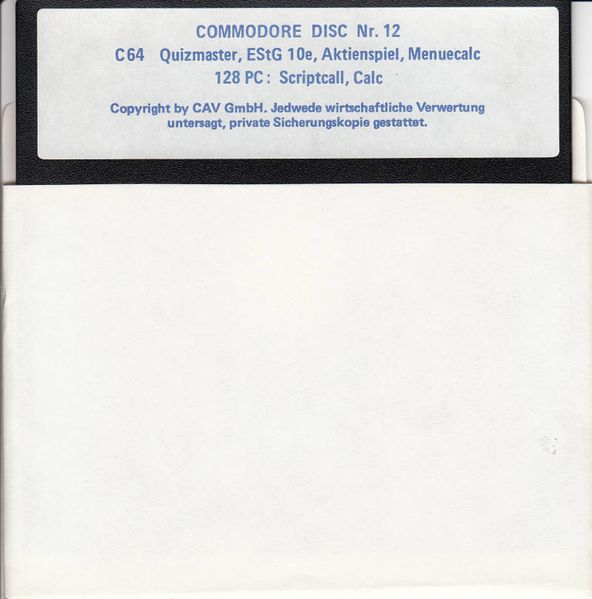 COMMODORE DISC Nr. 12
C64 Quizmaster, EStG 10e, Aktienspiel, Menuecalc
128 PC: Scriptcall, Calc
Copyright by CAV GmbH. Jedwede wirtschaftliche Verwertung
untersagt, private Sicherungskopie gestattet.